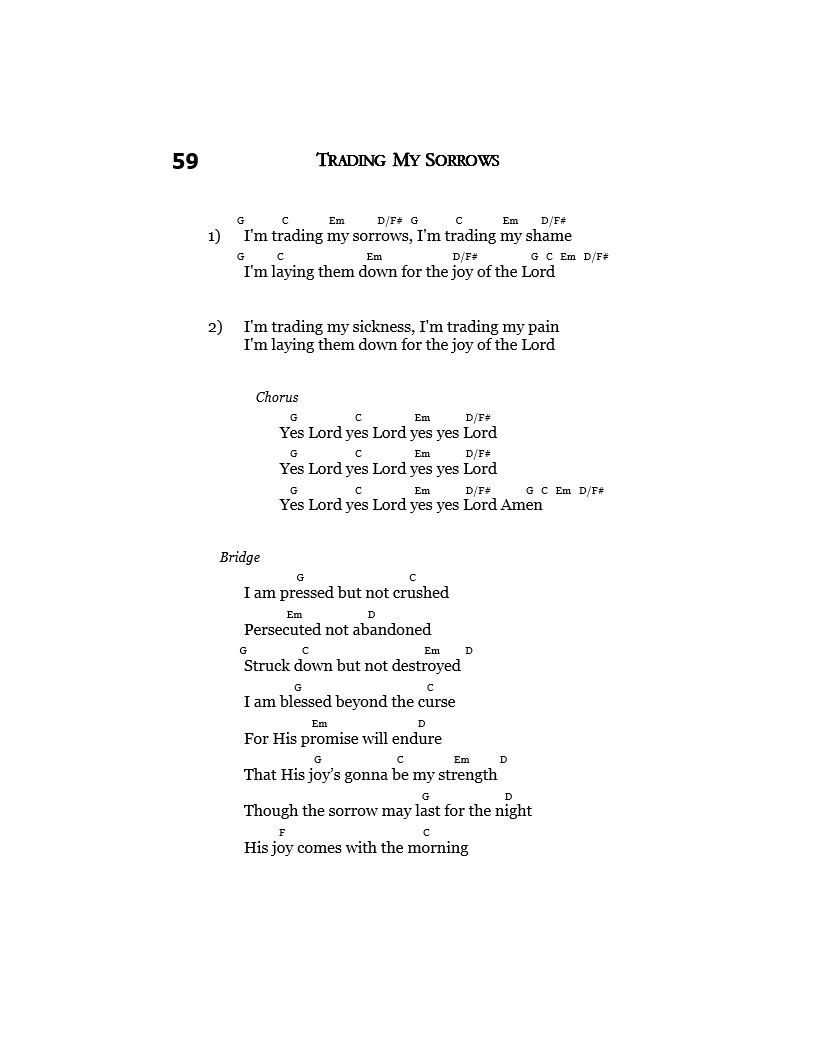 59 TRADING MY SORROWS
G C Em D/F# G C Em D/F#
1) I'm trading my sorrows, I'm trading my shame
G C Em D/F# G C Em D/F#
I'm laying them down for the joy of the Lord
2) I'm trading my sickness, I'm trading my pain
I'm laying them down for the joy of the Lord
Chorus
G C Em D/F#
Yes Lord yes Lord yes yes Lord
G C Em D/F#
Yes Lord yes Lord yes yes Lord
G C Em D/F# G C Em D/F#
Yes Lord yes Lord yes yes Lord Amen
Bridge
G C
I am pressed but not crushed
Em D
Persecuted not abandoned
G C Em D
Struck down but not destroyed
G C
I am blessed beyond the curse
Em D
For His promise will endure
G C Em D
That His joy’s gonna be my strength
G D
Though the sorrow may last for the night
F C
His joy comes with the morning